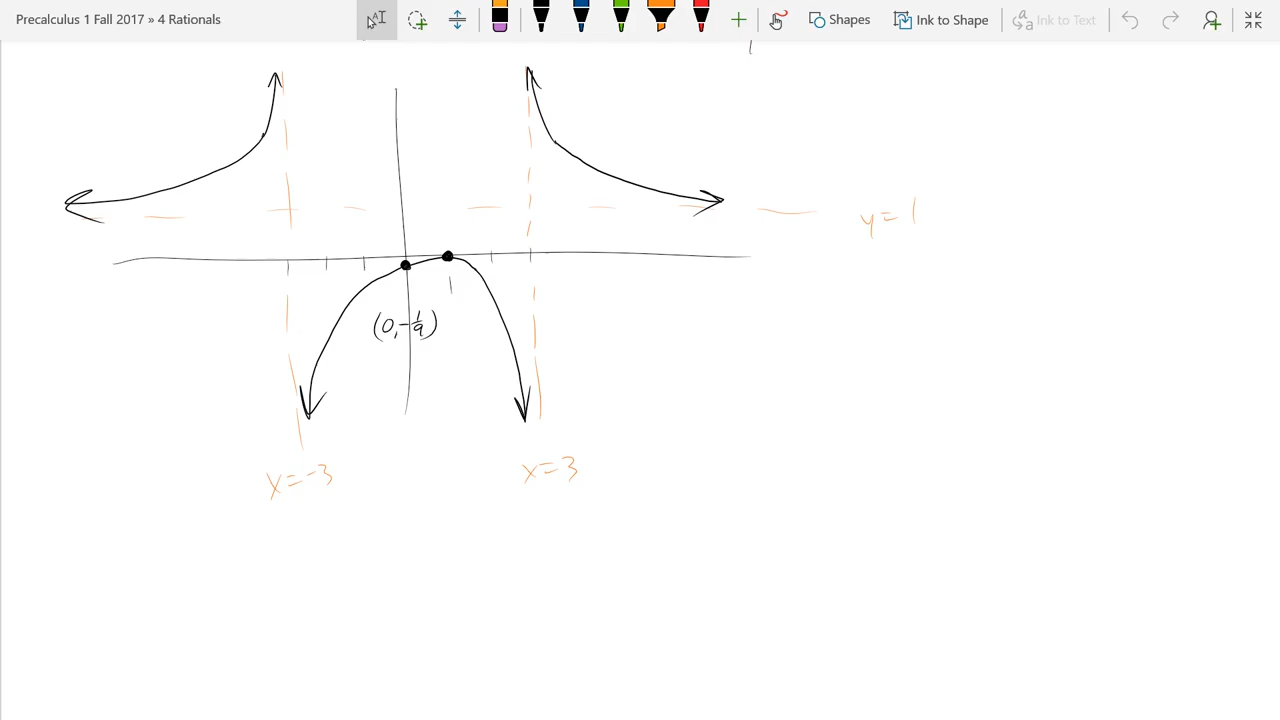 Precalculus 1 Fall 2017 » 4 Rationals
Shapes
Ink to Shape
Ink to Text
y = 1
1
(0, -1/9)
x = -3
x = 3